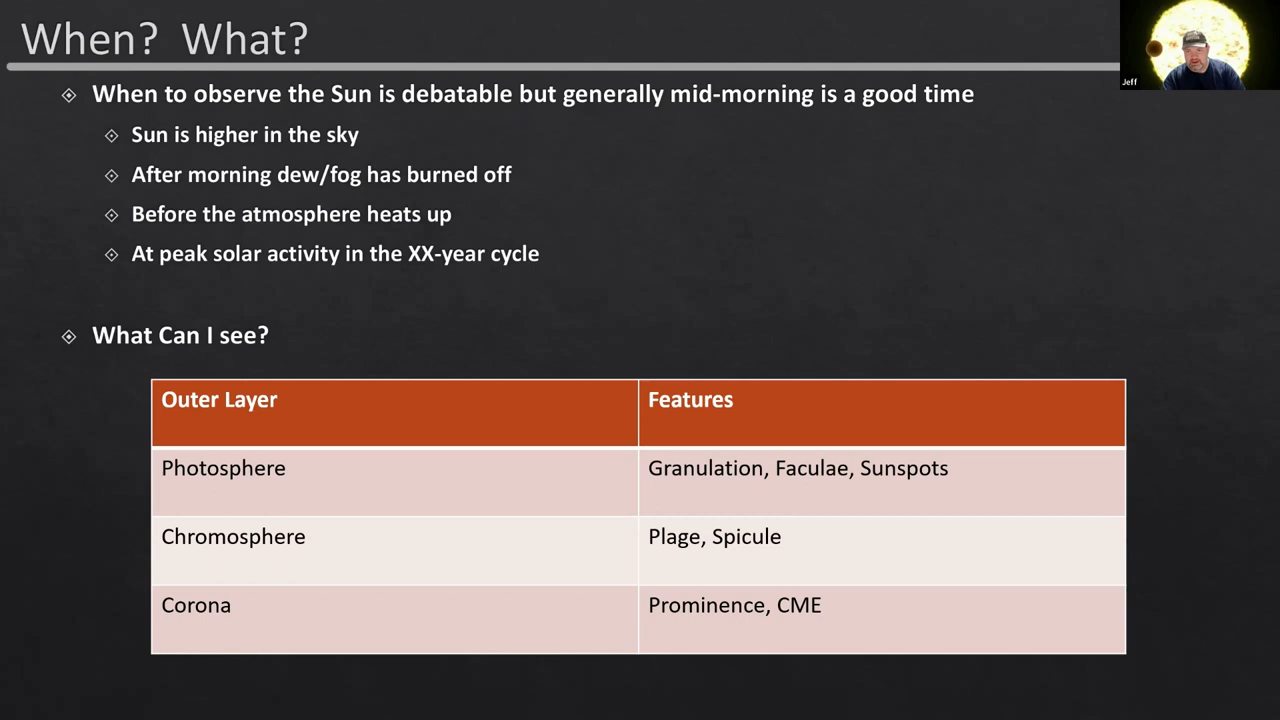 When? What?
Jeff
When to observe the Sun is debatable but generally mid-morning is a good time
Sun is higher in the sky
After morning dew/fog has burned off
Before the atmosphere heats up
At peak solar activity in the XX-year cycle
What Can I see?
Outer Layer Features
Photosphere Granulation, Faculae, Sunspots
Chromosphere Plage, Spicule
Corona Prominence, CME